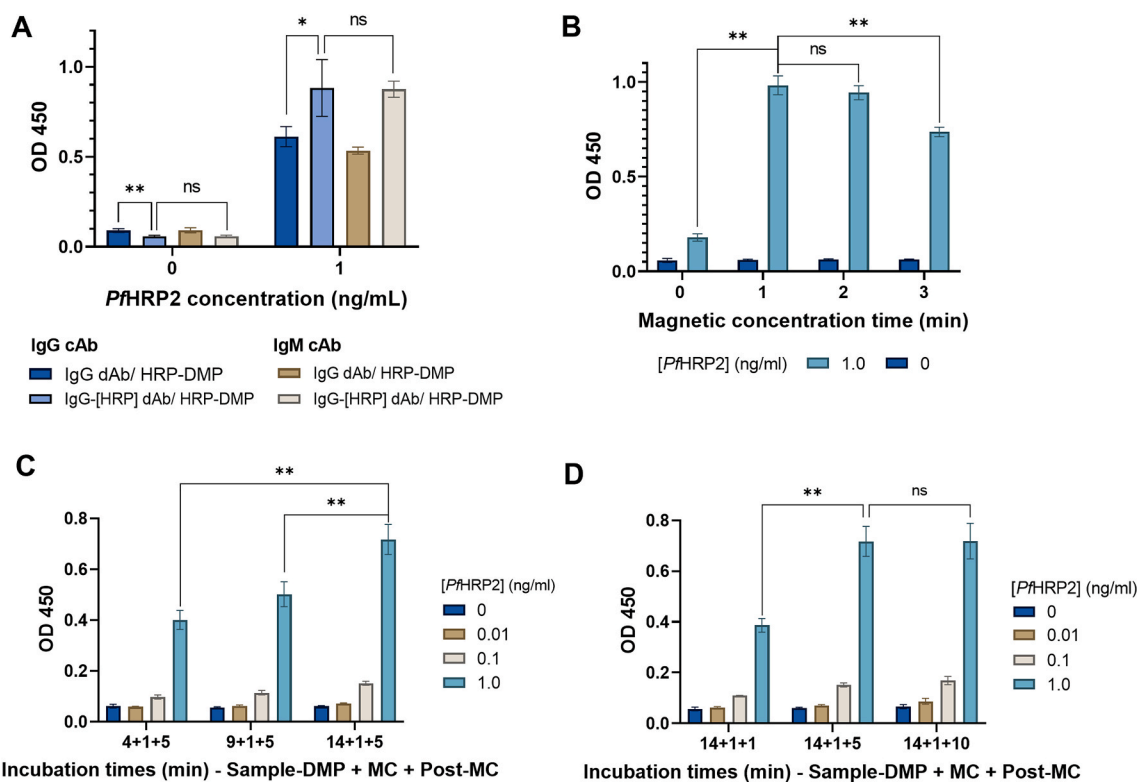 A
*
ns
1.0
OD 450
0.5
**
ns
0.0
0
1
PfHRP2 concentration (ng/mL)
IgG cAb
IgM cAb
IgG dAb/ HRP-DMP
IgG dAb/ HRP-DMP
IgG-[HRP] dAb/ HRP-DMP
IgG-[HRP] dAb/ HRP-DMP
B
**
**
ns
1.0
OD 450
0.5
0.0
0
1
2
3
Magnetic concentration time (min)
[PfHRP2] (ng/ml)
1.0
0
C
**
**
0.8
0.6
OD 450
0.4
0.2
0.0
4+1+5
9+1+5
14+1+5
Incubation times (min) - Sample-DMP + MC + Post-MC
[PfHRP2] (ng/ml)
0
0.01
0.1
1.0
D
**
ns
0.8
0.6
OD 450
0.4
0.2
0.0
14+1+1
14+1+5
14+1+10
Incubation times (min) - Sample-DMP + MC + Post-MC
[PfHRP2] (ng/ml)
0
0.01
0.1
1.0